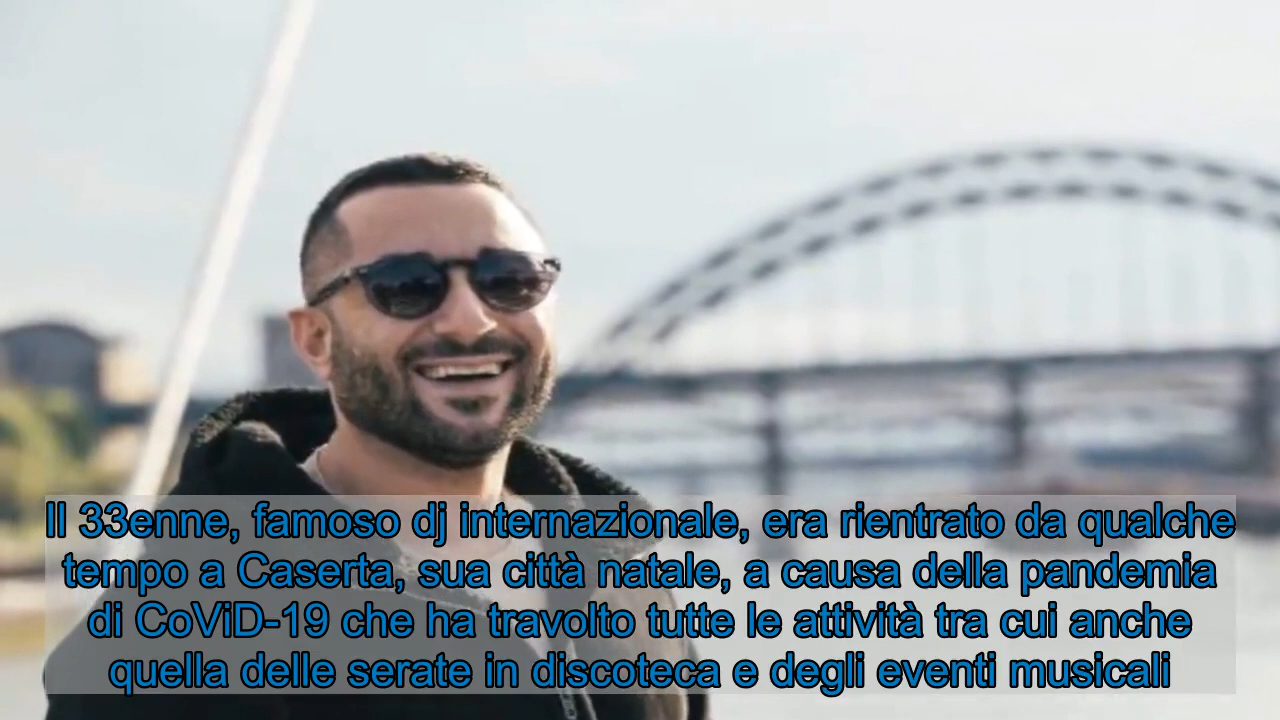 Il 33enne, famoso dj internazionale, era rientrato da qualche
tempo a Caserta, sua città natale, a causa della pandemia
di CoViD-19 che ha travolto tutte le attività tra cui anche
quella delle serate in discoteca e degli eventi musicali